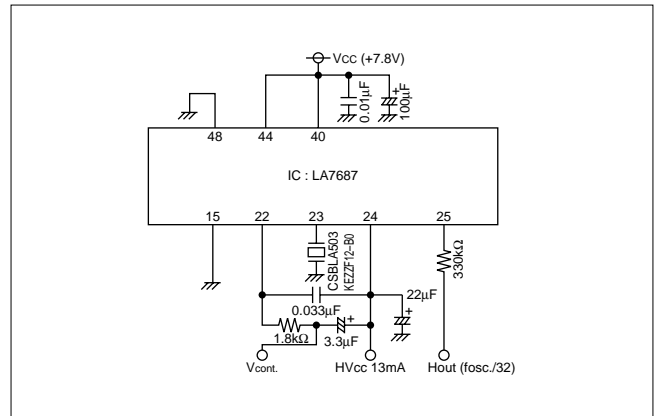 Vcc (+7.8V)
0.01μF
+
100μF
48
44
40
IC : LA7687
15
22
23
24
25
CSBLA503
KEZZF12-B0
330kΩ
0.033μF
22μF
+
1.8kΩ
+
3.3μF
Vcont.
HVcc 13mA
Hout (fosc./32)